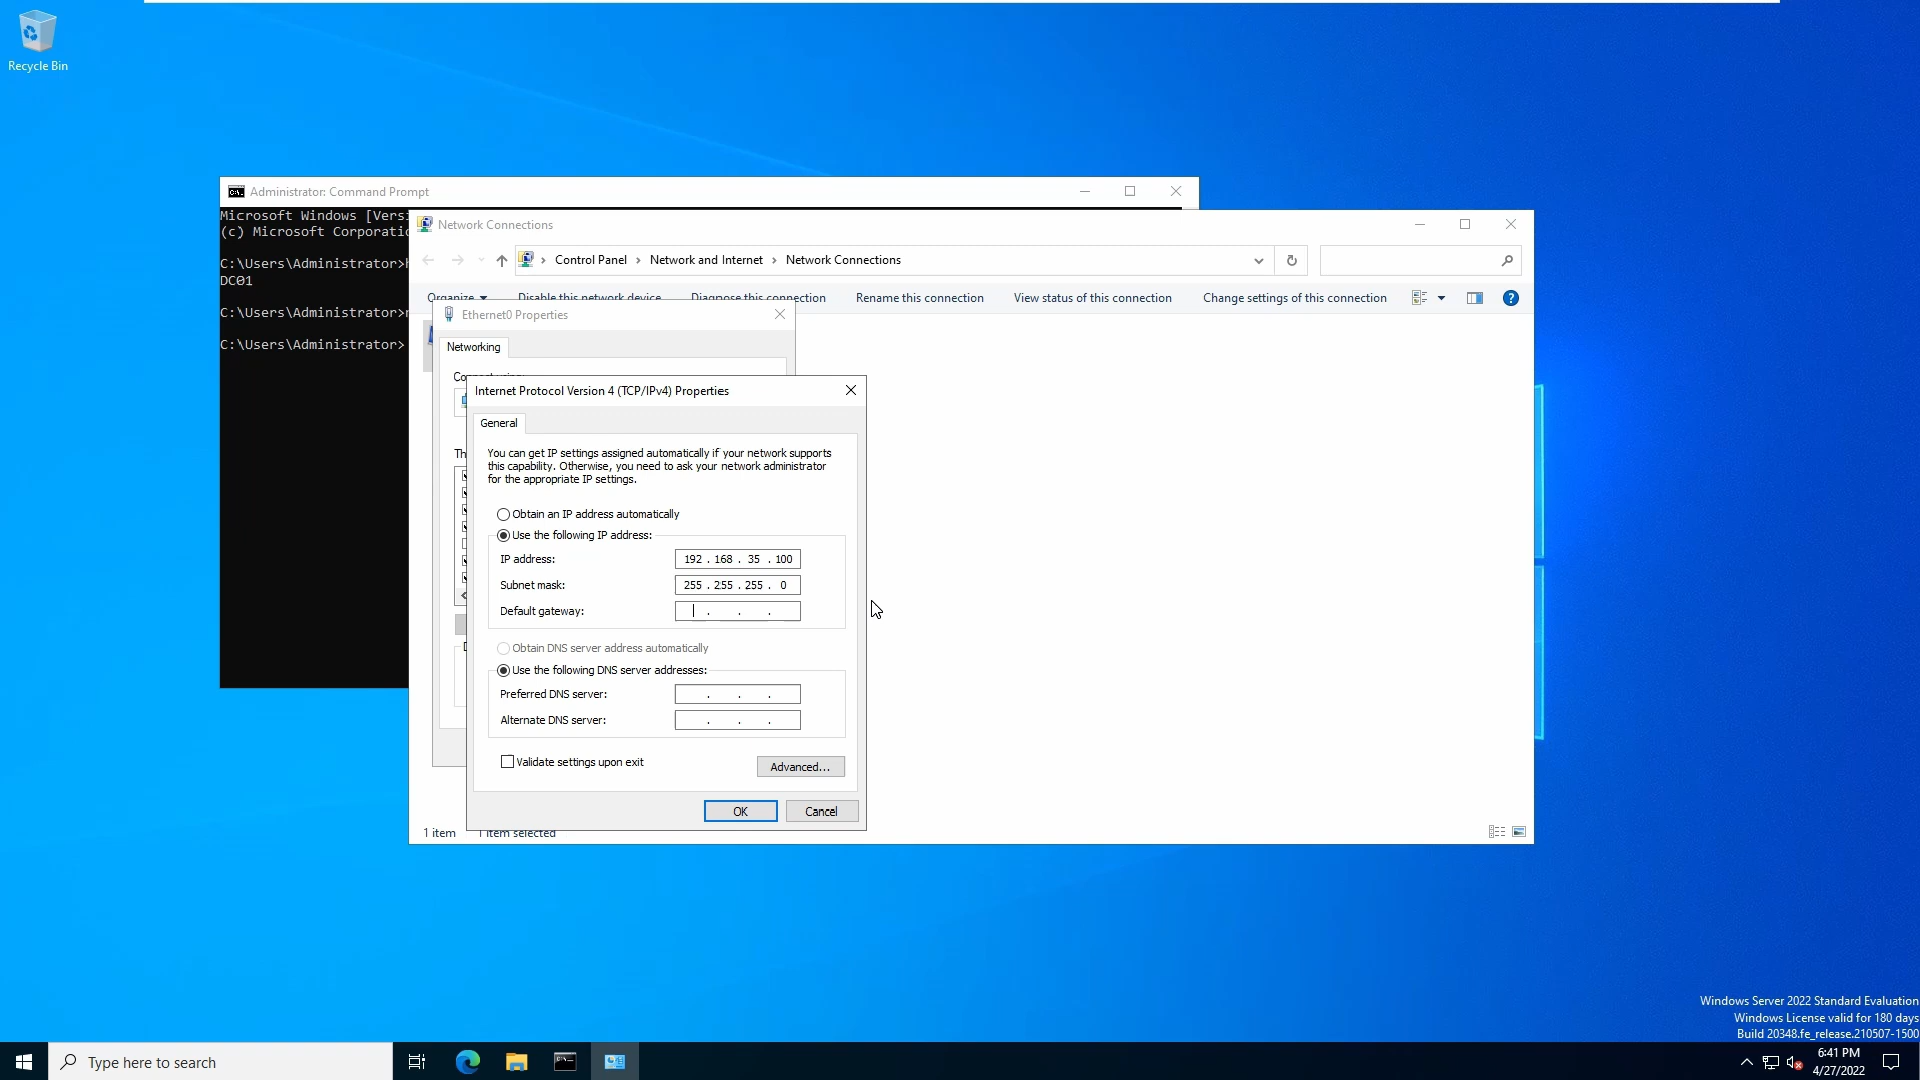 Recycle Bin
Administrator: Command Prompt
Microsoft Windows [Versi
(c) Microsoft Corporatio
C:\Users\Administrator>h
DC01
C:\Users\Administrator>
C:\Users\Administrator>
Network Connections
Control Panel > Network and Internet > Network Connections
Organize Disable this network device Diagnose this connection Rename this connection View status of this connection Change settings of this connection
Ethernet0 Properties
Networking
Connect using:
Th
Internet Protocol Version 4 (TCP/IPv4) Properties
General
You can get IP settings assigned automatically if your network supports
this capability. Otherwise, you need to ask your network administrator
for the appropriate IP settings.
Obtain an IP address automatically
Use the following IP address:
IP address: 192 . 168 . 35 . 100
Subnet mask: 255 . 255 . 255 . 0
Default gateway: . . .
Obtain DNS server address automatically
Use the following DNS server addresses:
Preferred DNS server: . . .
Alternate DNS server: . . .
Validate settings upon exit
Advanced...
OK Cancel
1 item 1 item selected
Windows Server 2022 Standard Evaluation
Windows License valid for 180 days
Build 20348.fe_release.210507-1500
Type here to search
6:41 PM
4/27/2022